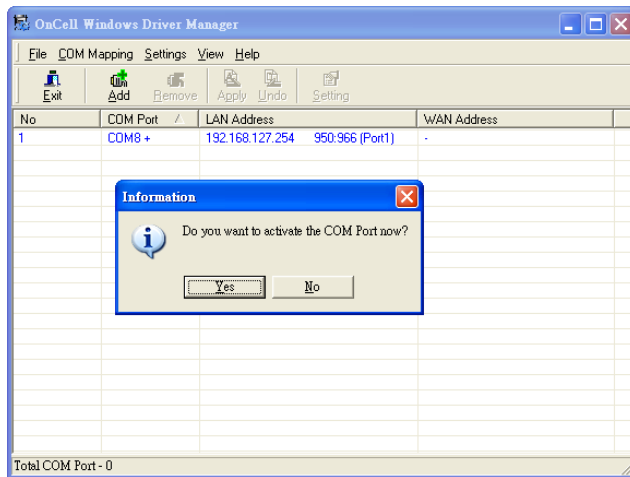 OnCell Windows Driver Manager
File COM Mapping Settings View Help
Exit Add Remove Apply Undo Setting
No COM Port LAN Address WAN Address
1 COM8 + 192.168.127.254 950:966 (Port1) -
Information
Do you want to activate the COM Port now?
Yes No
Total COM Port - 0